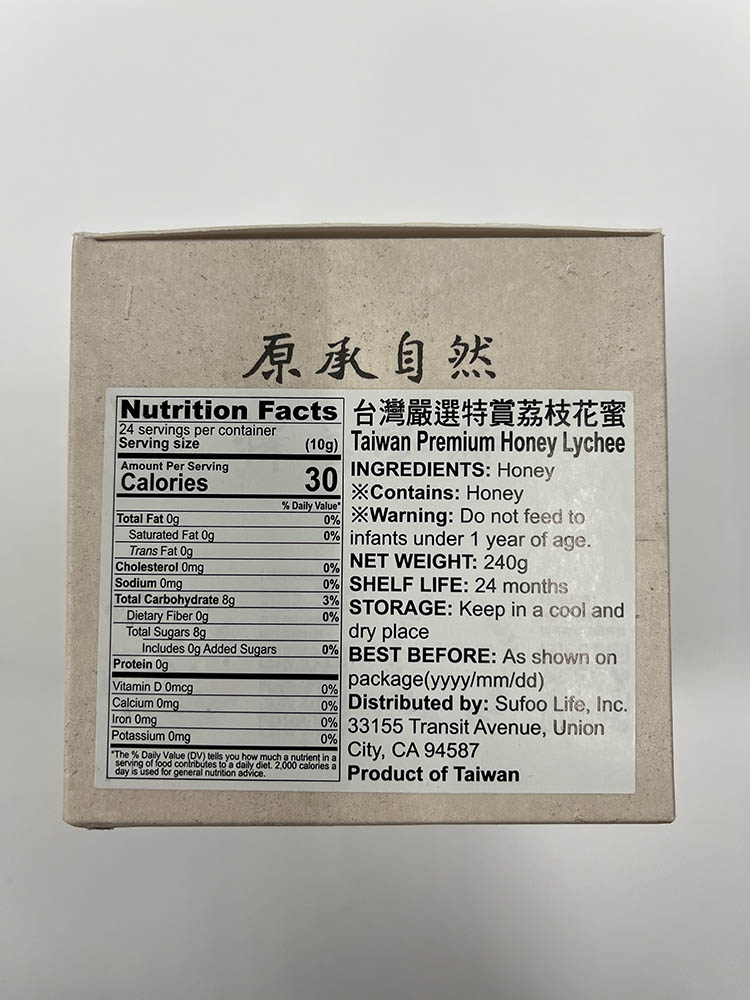 原承自然
Nutrition Facts
24 servings per container
Serving size (10g)
Amount Per Serving
Calories 30
% Daily Value*
Total Fat 0g 0%
Saturated Fat 0g 0%
Trans Fat 0g
Cholesterol 0mg 0%
Sodium 0mg 0%
Total Carbohydrate 8g 3%
Dietary Fiber 0g 0%
Total Sugars 8g
Includes 0g Added Sugars 0%
Protein 0g
Vitamin D 0mcg 0%
Calcium 0mg 0%
Iron 0mg 0%
Potassium 0mg 0%
*The % Daily Value (DV) tells you how much a nutrient in a
serving of food contributes to a daily diet. 2,000 calories a
day is used for general nutrition advice.
台灣嚴選特賞荔枝花蜜
Taiwan Premium Honey Lychee
INGREDIENTS: Honey
※Contains: Honey
※Warning: Do not feed to
infants under 1 year of age.
NET WEIGHT: 240g
SHELF LIFE: 24 months
STORAGE: Keep in a cool and
dry place
BEST BEFORE: As shown on
package(yyyy/mm/dd)
Distributed by: Sufoo Life, Inc.
33155 Transit Avenue, Union
City, CA 94587
Product of Taiwan